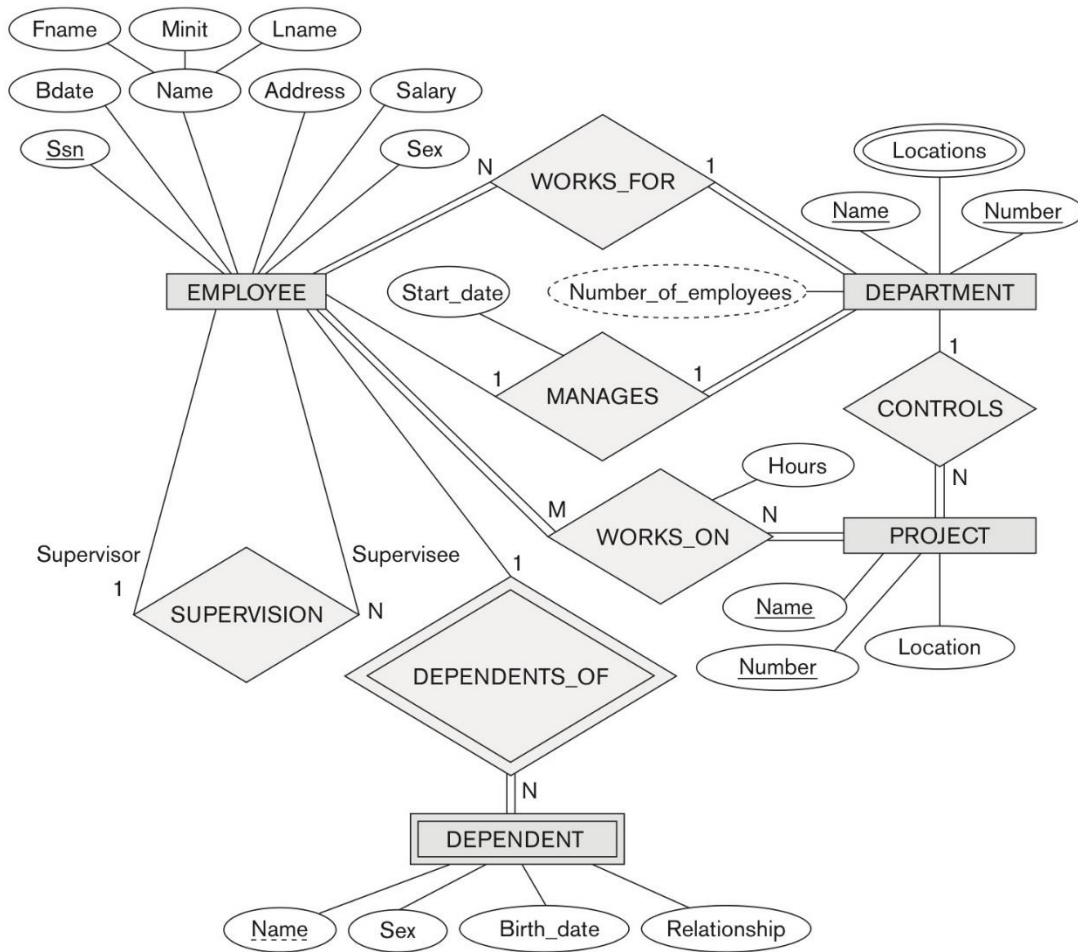 Fname
Minit
Lname
Bdate
Name
Address
Salary
Ssn
Sex
N
WORKS_FOR
1
Locations
Name
Number
EMPLOYEE
Start_date
Number_of_employees
DEPARTMENT
1
MANAGES
1
1
CONTROLS
N
Hours
M
WORKS_ON
N
PROJECT
Supervisor
1
SUPERVISION
Supervisee
N
1
Name
Number
Location
DEPENDENTS_OF
N
DEPENDENT
Name
Sex
Birth_date
Relationship